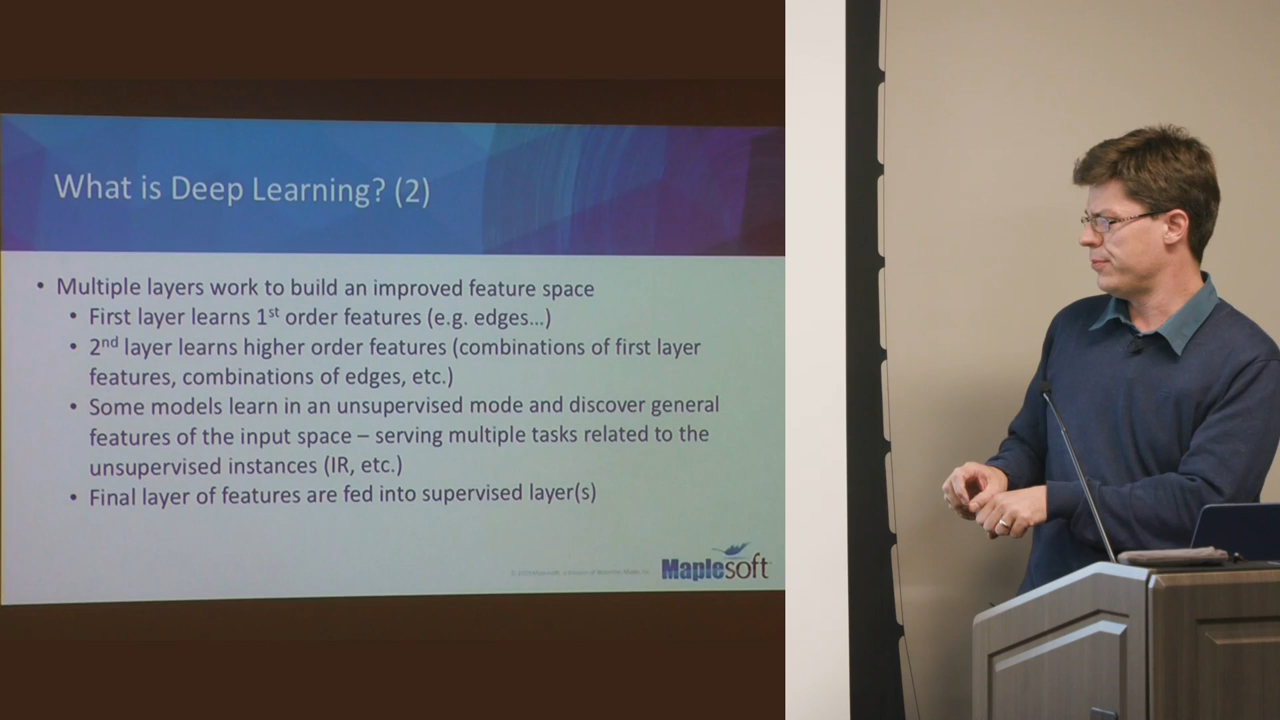 What is Deep Learning? (2)
• Multiple layers work to build an improved feature space
• First layer learns 1st order features (e.g. edges…)
• 2nd layer learns higher order features (combinations of first layer
features, combinations of edges, etc.)
• Some models learn in an unsupervised mode and discover general
features of the input space – serving multiple tasks related to the
unsupervised instances (IR, etc.)
• Final layer of features are fed into supervised layer(s)
Maplesoft